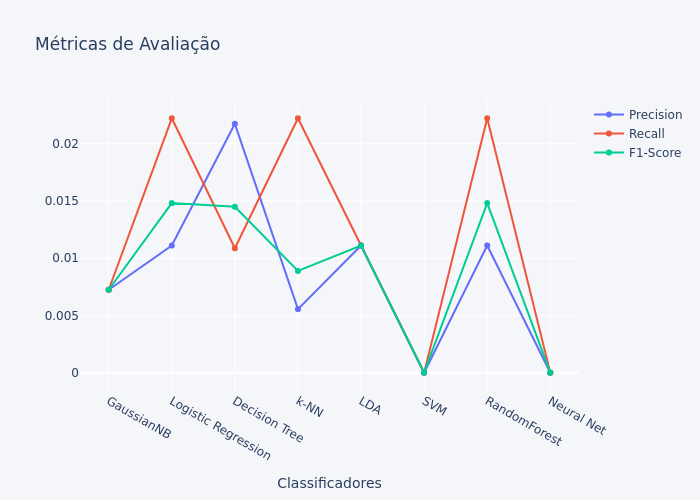 Métricas de Avaliação
Precision
Recall
F1-Score
0.02
0.015
0.01
0.005
0
GaussianNB
Logistic Regression
Decision Tree
k-NN
LDA
SVM
RandomForest
Neural Net
Classificadores